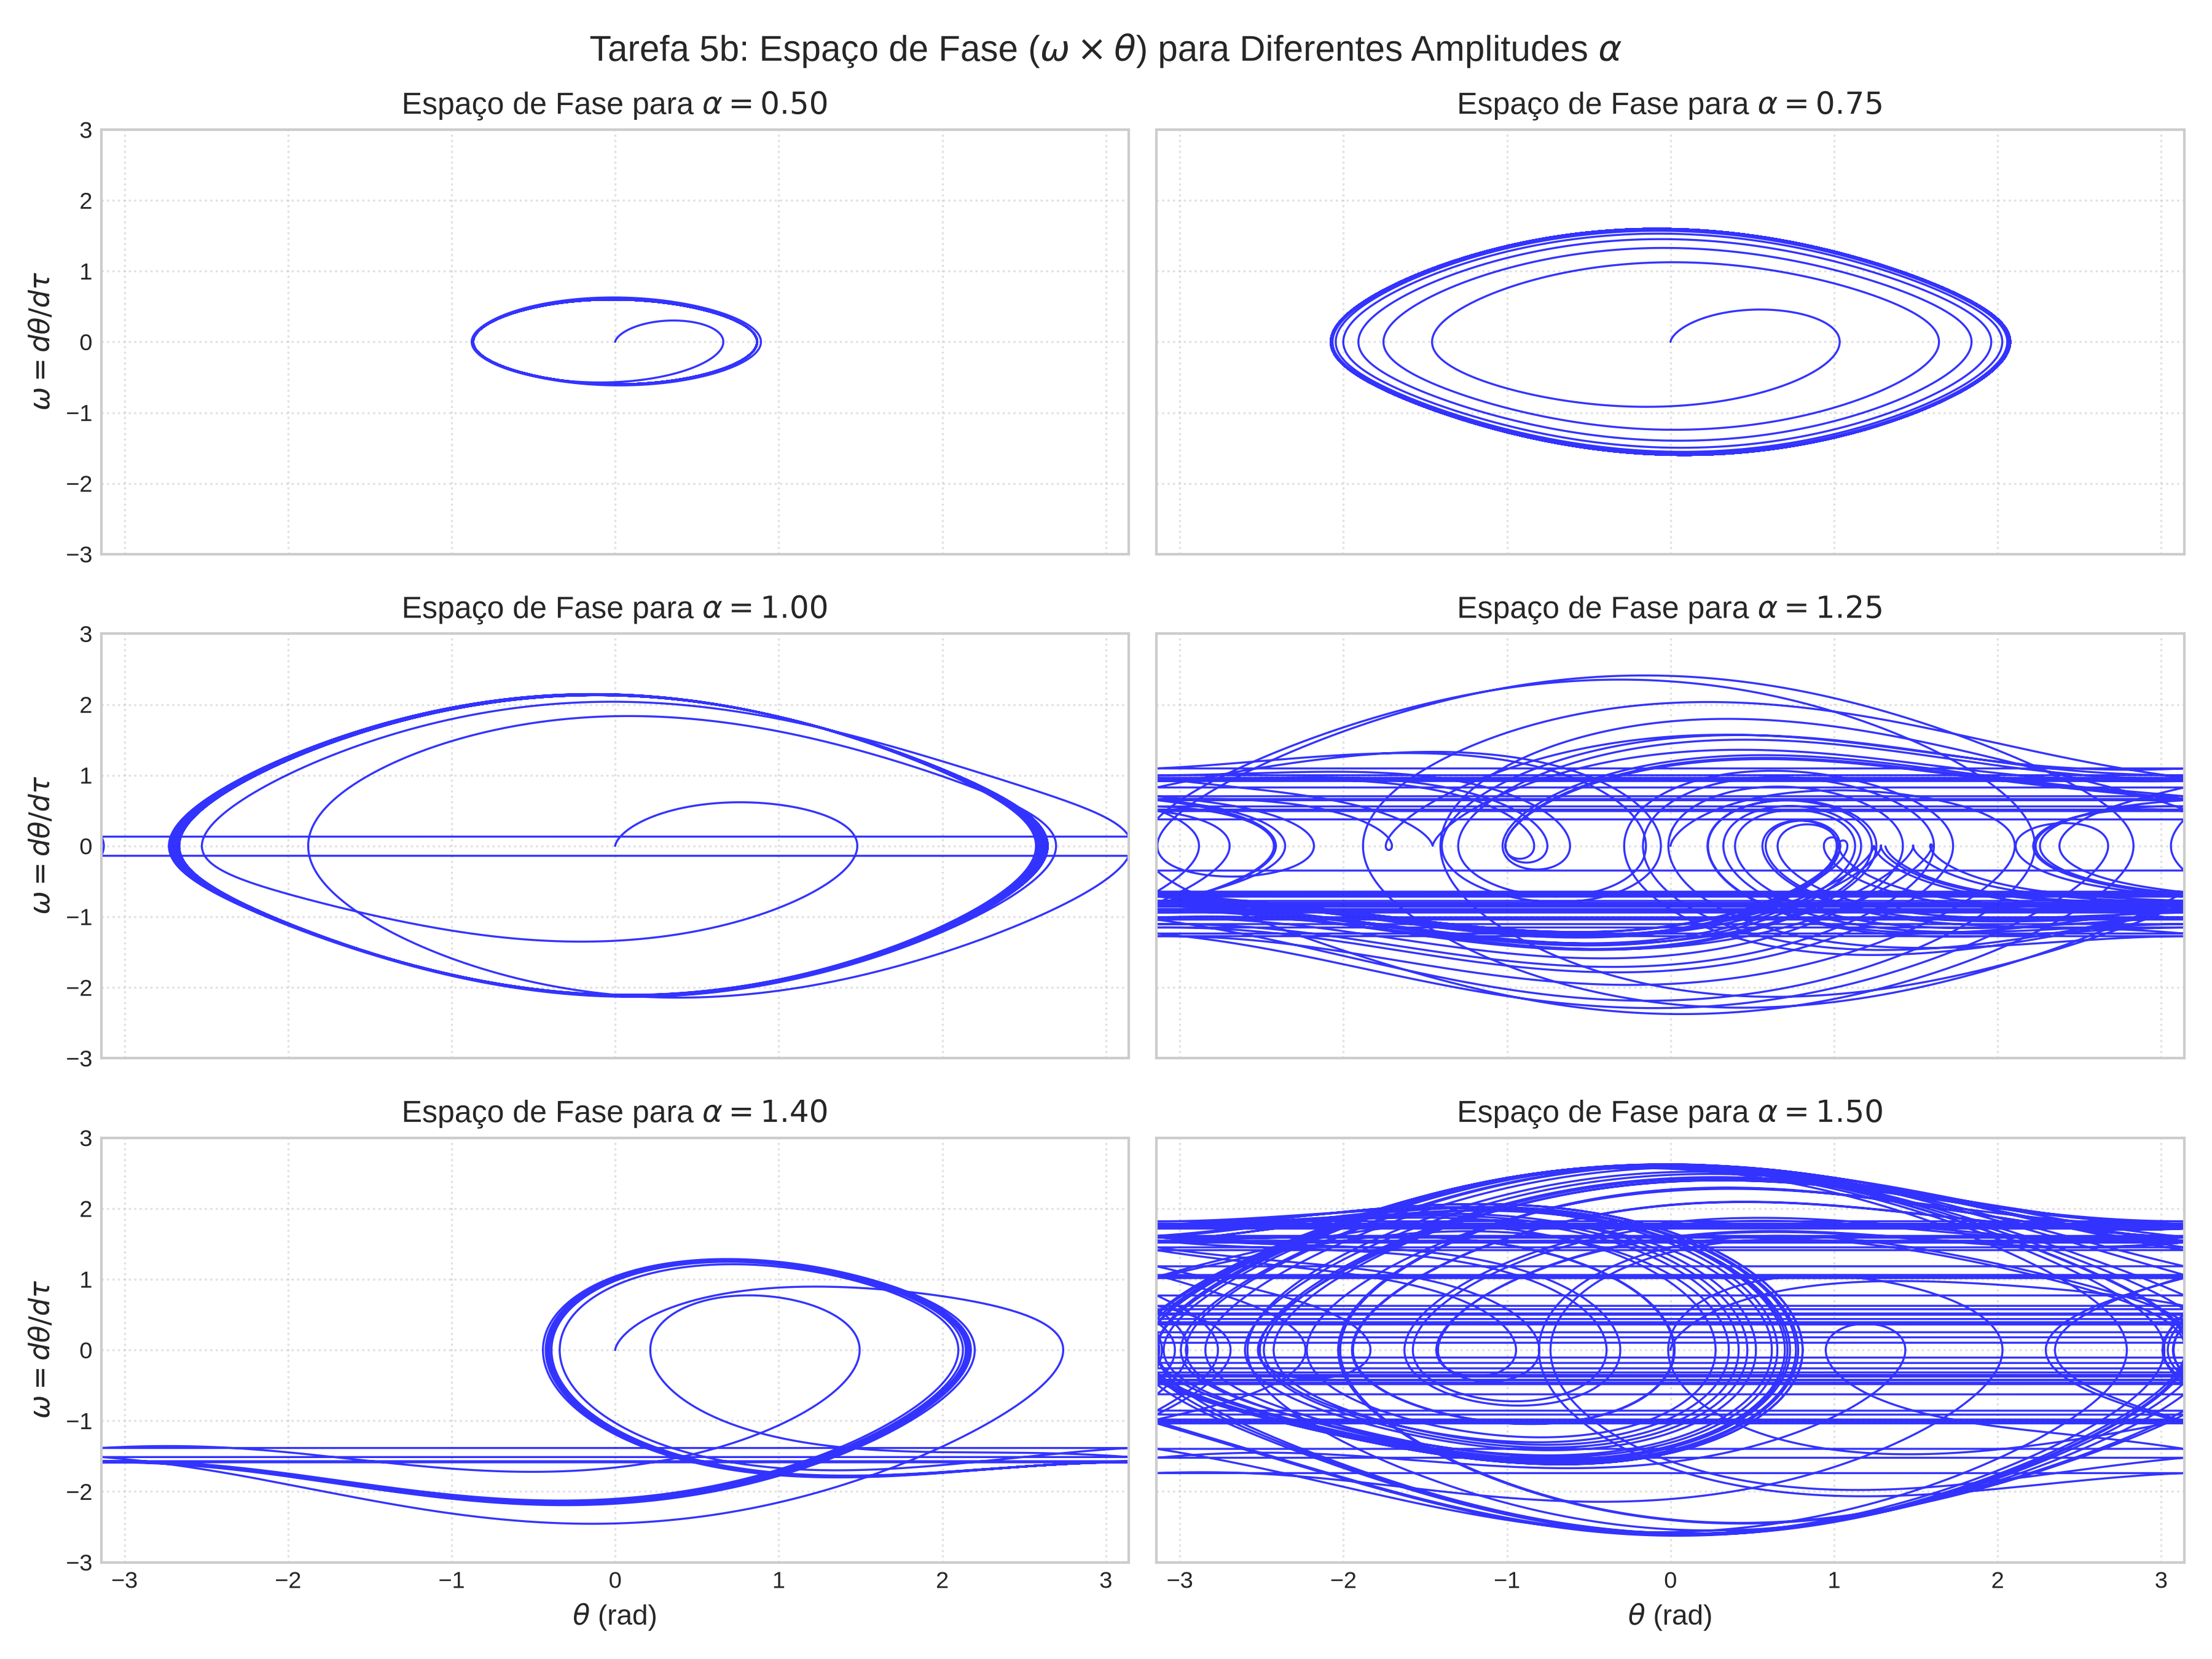 Tarefa 5b: Espaço de Fase (ω × θ) para Diferentes Amplitudes α
Espaço de Fase para α = 0.50
Espaço de Fase para α = 0.75
3
2
1
0
−1
−2
−3
ω = dθ/dτ
Espaço de Fase para α = 1.00
Espaço de Fase para α = 1.25
3
2
1
0
−1
−2
−3
ω = dθ/dτ
Espaço de Fase para α = 1.40
Espaço de Fase para α = 1.50
3
2
1
0
−1
−2
−3
ω = dθ/dτ
−3 −2 −1 0 1 2 3
−3 −2 −1 0 1 2 3
θ (rad)
θ (rad)